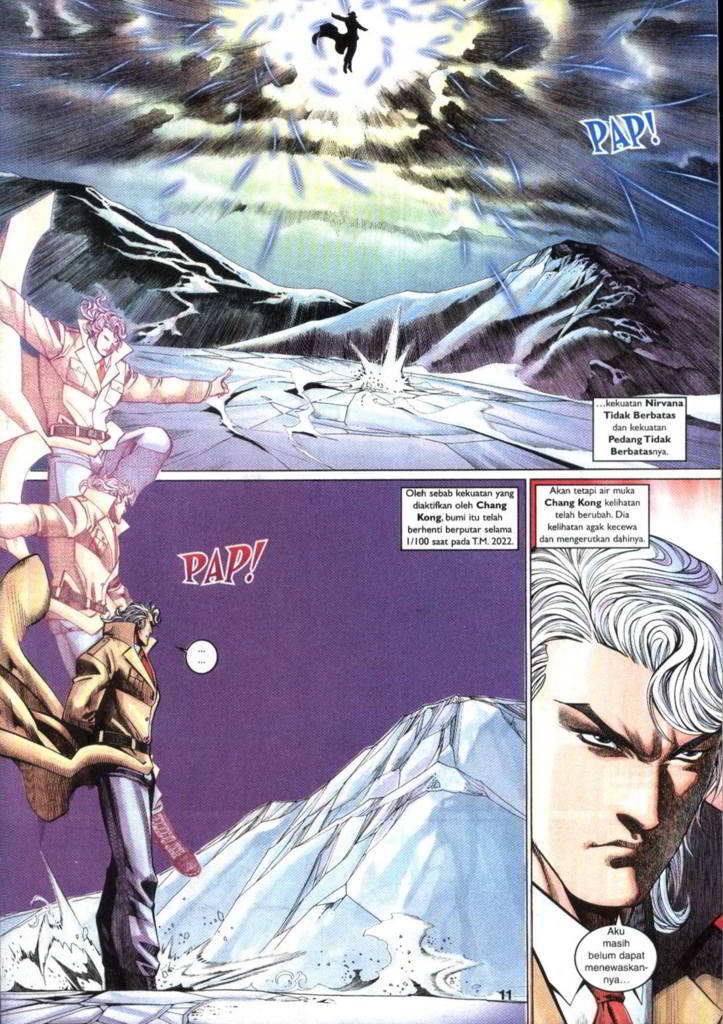 PAP!
...kekuatan Nirvana
Tidak Berbatas
dan kekuatan
Pedang Tidak
Berbatasnya.
Oleh sebab kekuatan yang
diaktifkan oleh Chang
Kong, bumi itu telah
berhenti berputar selama
1/100 saat pada T.M. 2022.
PAP!
...
...
Akan tetapi air muka
Chang Kong kelihatan
telah berubah. Dia
kelihatan agak kecewa
dan mengerutkan dahinya.
Aku
masih
belum dapat
menewaskan-
nya...
11